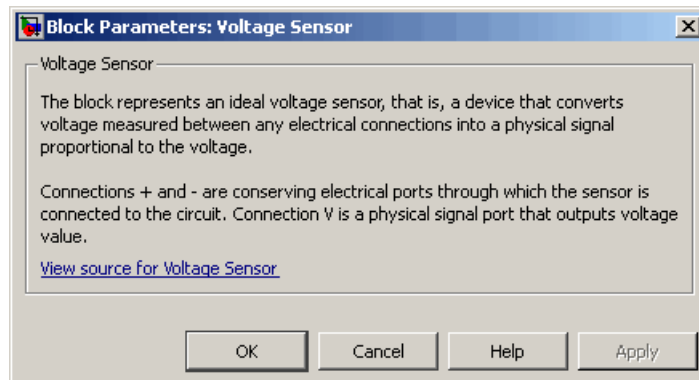 Block Parameters: Voltage Sensor
Voltage Sensor
The block represents an ideal voltage sensor, that is, a device that converts
voltage measured between any electrical connections into a physical signal
proportional to the voltage.
Connections + and - are conserving electrical ports through which the sensor is
connected to the circuit. Connection V is a physical signal port that outputs voltage
value.
View source for Voltage Sensor
OK Cancel Help Apply